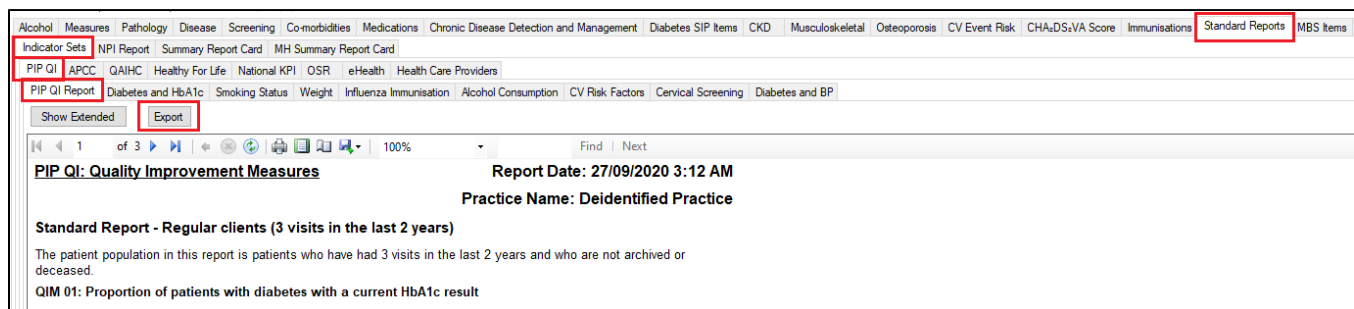 Alcohol Measures Pathology Disease Screening Co-morbidities Medications Chronic Disease Detection and Management Diabetes SIP Items CKD Musculoskeletal Osteoporosis CV Event Risk CHA₂DS₂VA Score Immunisations Standard Reports MBS Items
Indicator Sets NPI Report Summary Report Card MH Summary Report Card
PIP QI APCC QAIHC Healthy For Life National KPI OSR eHealth Health Care Providers
PIP QI Report Diabetes and HbA1c Smoking Status Weight Influenza Immunisation Alcohol Consumption CV Risk Factors Cervical Screening Diabetes and BP
Show Extended Export
1 of 3 100% Find | Next
PIP QI: Quality Improvement Measures Report Date: 27/09/2020 3:12 AM
Practice Name: Deidentified Practice
Standard Report - Regular clients (3 visits in the last 2 years)
The patient population in this report is patients who have had 3 visits in the last 2 years and who are not archived or
deceased.
QIM 01: Proportion of patients with diabetes with a current HbA1c result